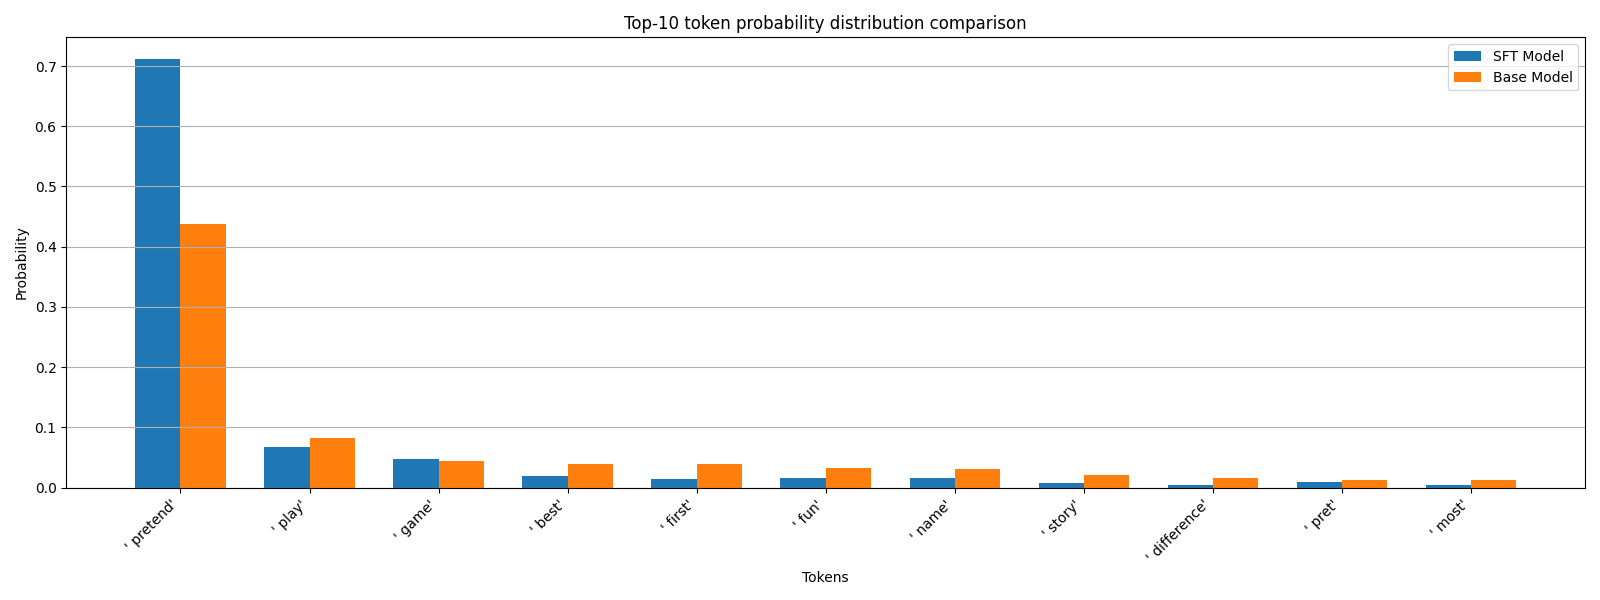 Top-10 token probability distribution comparison
SFT Model
Base Model
0.7
0.6
0.5
0.4
0.3
0.2
0.1
0.0
Probability
' pretend'
' play'
' game'
' best'
' first'
' fun'
' name'
' story'
' difference'
' pret'
' most'
Tokens